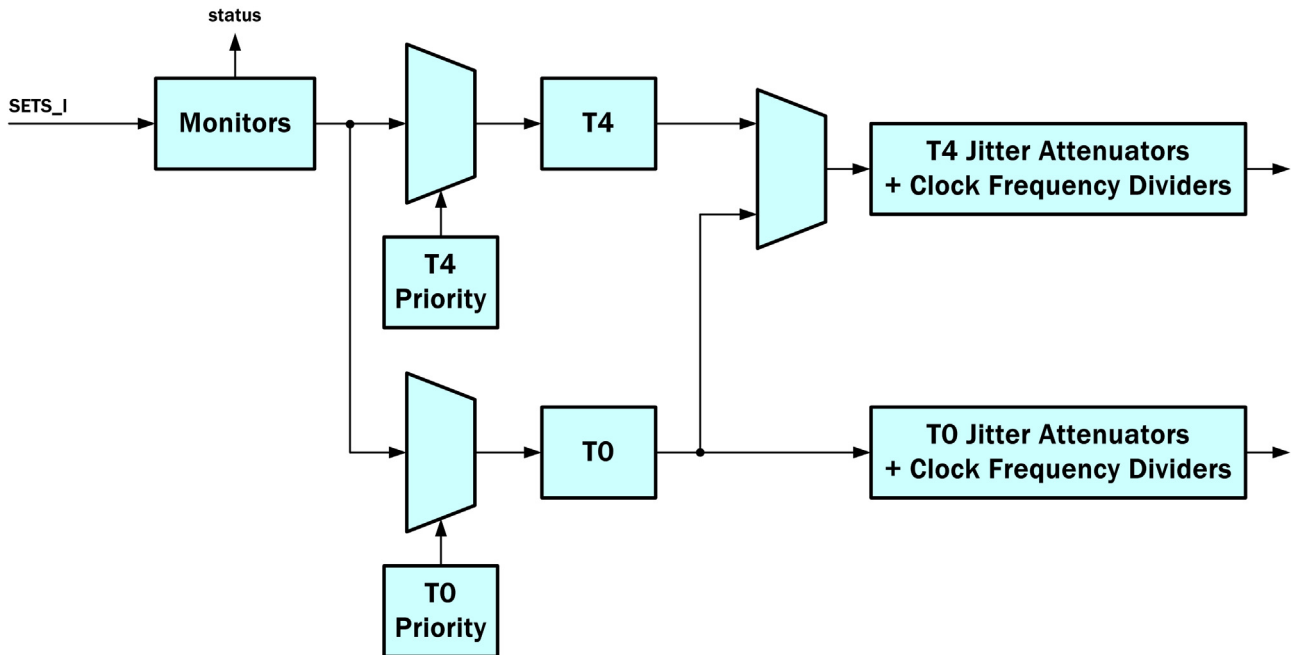 status
SETS_I
Monitors
T4
T4 Jitter Attenuators
+ Clock Frequency Dividers
T4
Priority
T0
T0 Jitter Attenuators
+ Clock Frequency Dividers
T0
Priority